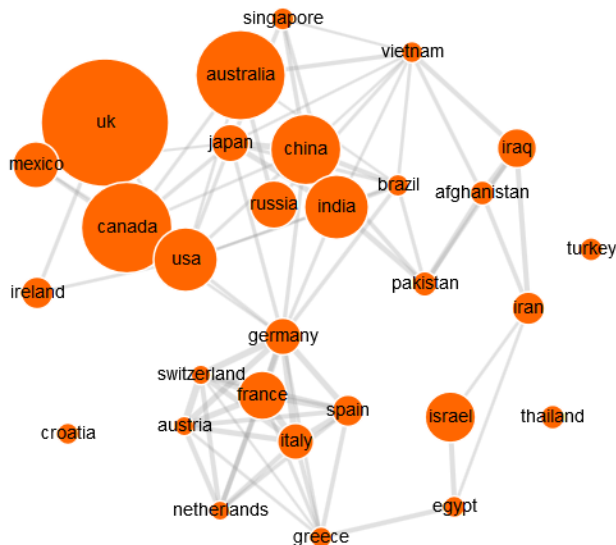 singapore
vietnam
australia
uk
japan
china
iraq
mexico
brazil
afghanistan
russia
india
canada
turkey
usa
pakistan
ireland
iran
germany
switzerland
france
spain
israel
thailand
austria
croatia
italy
netherlands
egypt
greece